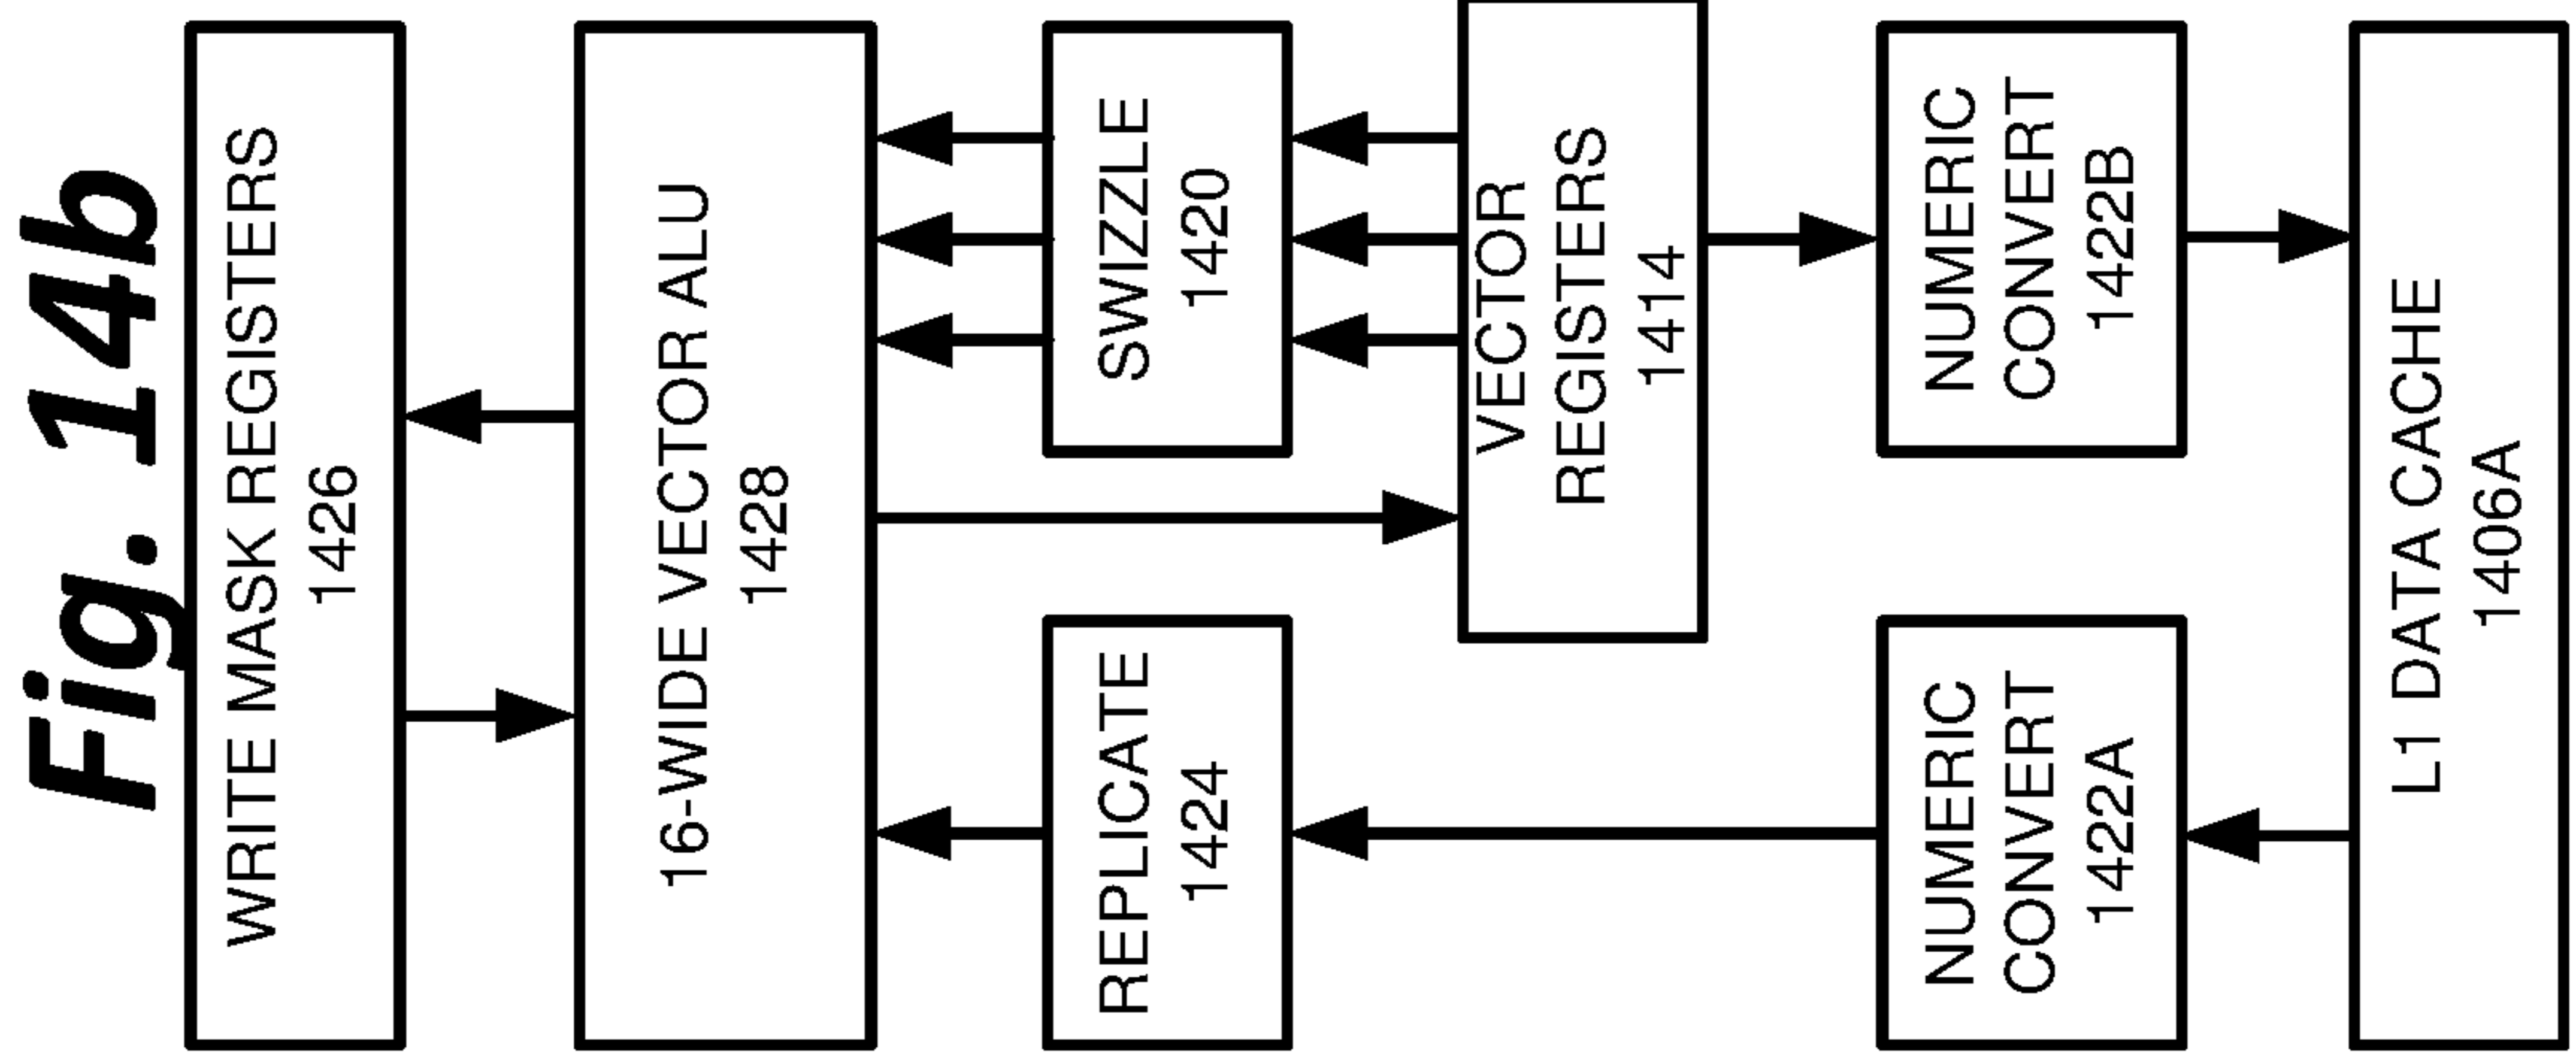 Fig. 14b
WRITE MASK REGISTERS
1426
16-WIDE VECTOR ALU
1428
REPLICATE
1424
SWIZZLE
1420
VECTOR
REGISTERS
1414
NUMERIC
CONVERT
1422A
NUMERIC
CONVERT
1422B
L1 DATA CACHE
1406A